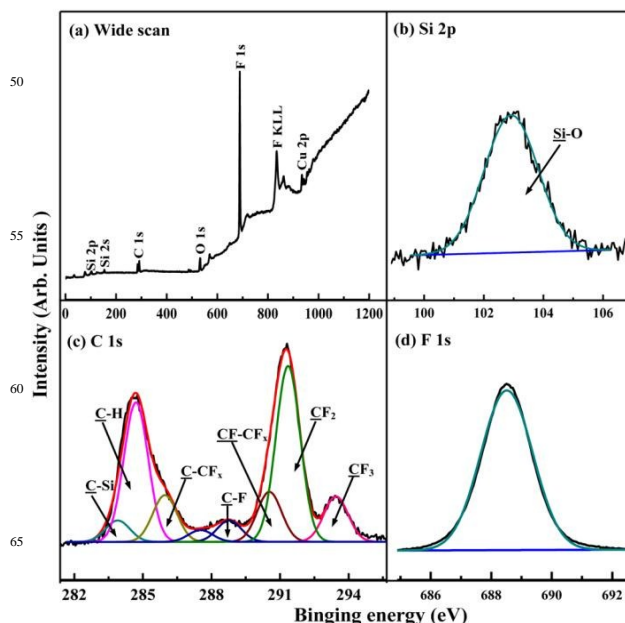 50
55
60
65
Intensity (Arb. Units)
(a) Wide scan
Si 2p
Si 2s
C 1s
O 1s
F 1s
F KLL
Cu 2p
0 200 400 600 800 1000 1200
(b) Si 2p
Si-O
100 102 104 106
(c) C 1s
C-H
C-Si
C-CFx
C-F
CF-CFx
CF2
CF3
282 285 288 291 294
(d) F 1s
686 688 690 692
Binging energy (eV)